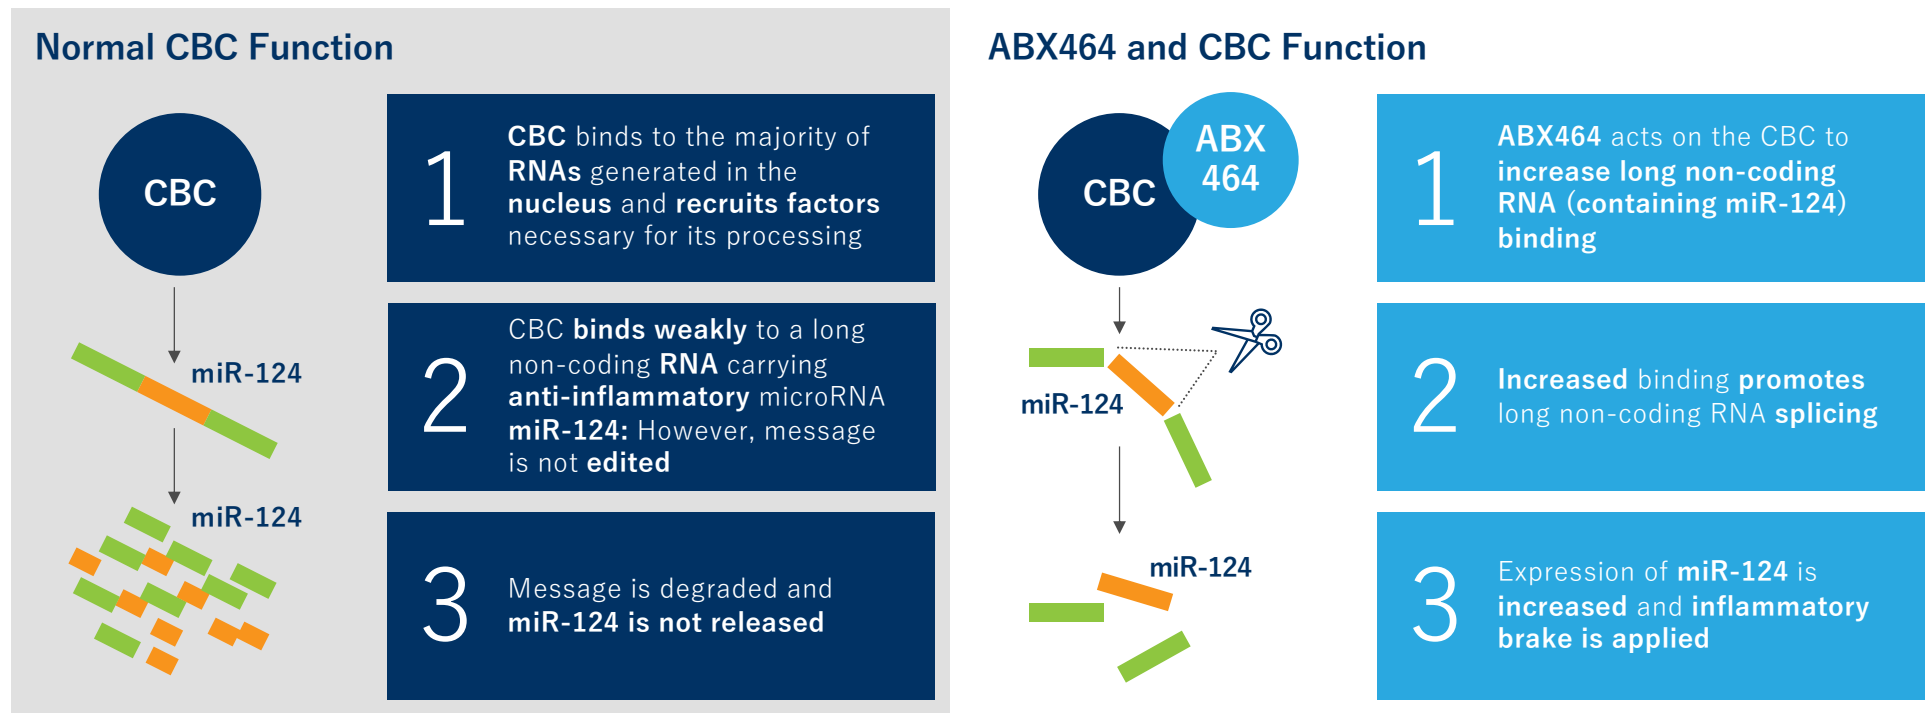 Normal CBC Function
CBC
miR-124
miR-124
1
CBC binds to the majority of
RNAs generated in the
nucleus and recruits factors
necessary for its processing
2
CBC binds weakly to a long
non-coding RNA carrying
anti-inflammatory microRNA
miR-124: However, message
is not edited
3
Message is degraded and
miR-124 is not released
ABX464 and CBC Function
CBC
ABX
464
miR-124
miR-124
1
ABX464 acts on the CBC to
increase long non-coding
RNA (containing miR-124)
binding
2
Increased binding promotes
long non-coding RNA splicing
3
Expression of miR-124 is
increased and inflammatory
brake is applied